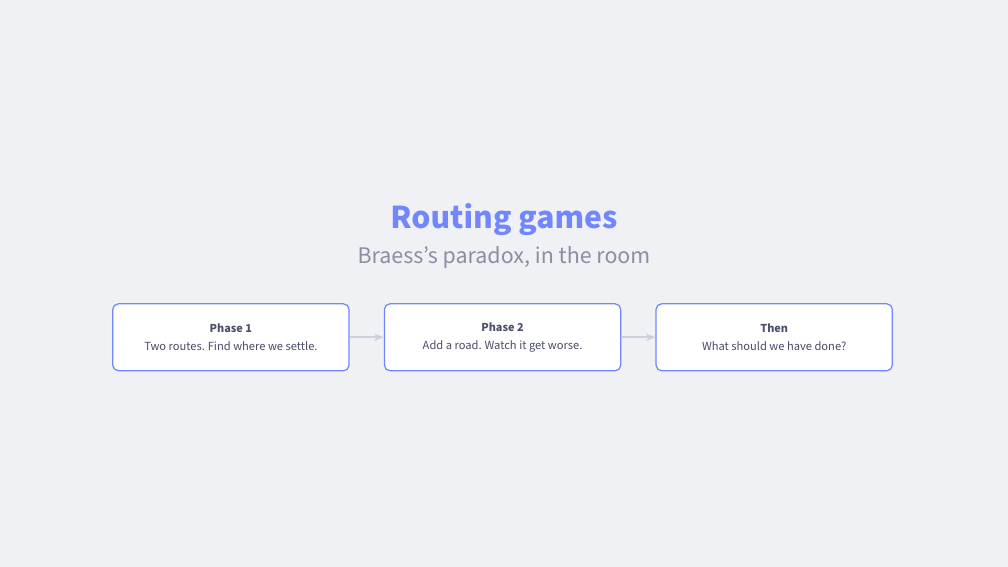 Routing games
Braess’s paradox, in the room
Phase 1
Two routes. Find where we settle.
Phase 2
Add a road. Watch it get worse.
Then
What should we have done?